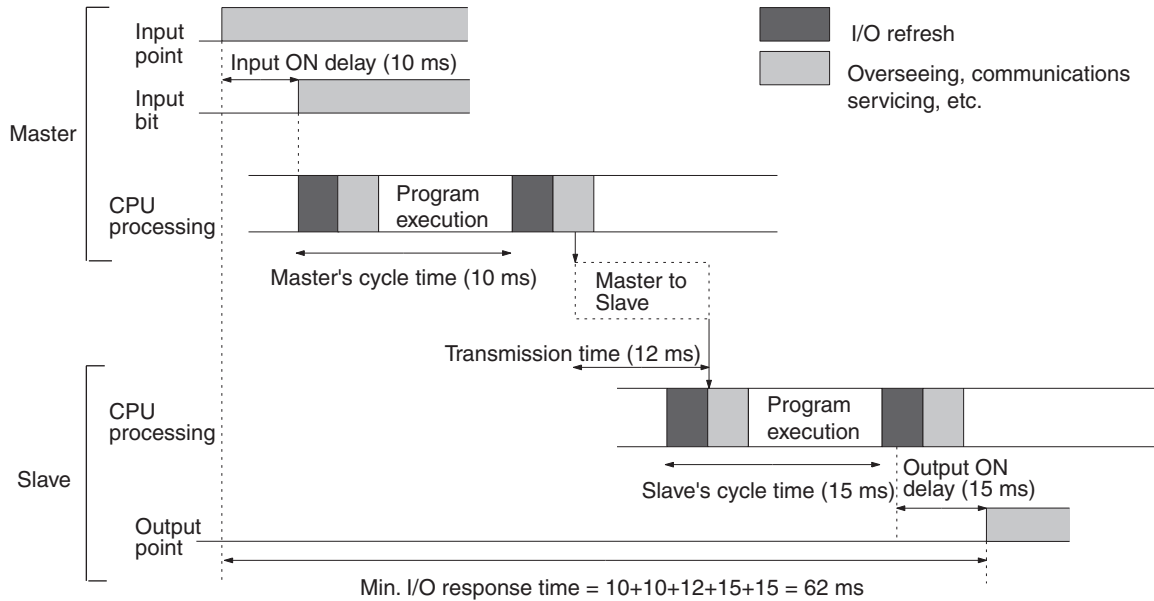 Input
point
Input ON delay (10 ms)
Input
bit
Master
CPU
processing
Program
execution
Master's cycle time (10 ms)
Master to
Slave
Transmission time (12 ms)
I/O refresh
Overseeing, communications
servicing, etc.
CPU
processing
Program
execution
Slave
Slave's cycle time (15 ms)
Output ON
delay (15 ms)
Output
point
Min. I/O response time = 10+10+12+15+15 = 62 ms